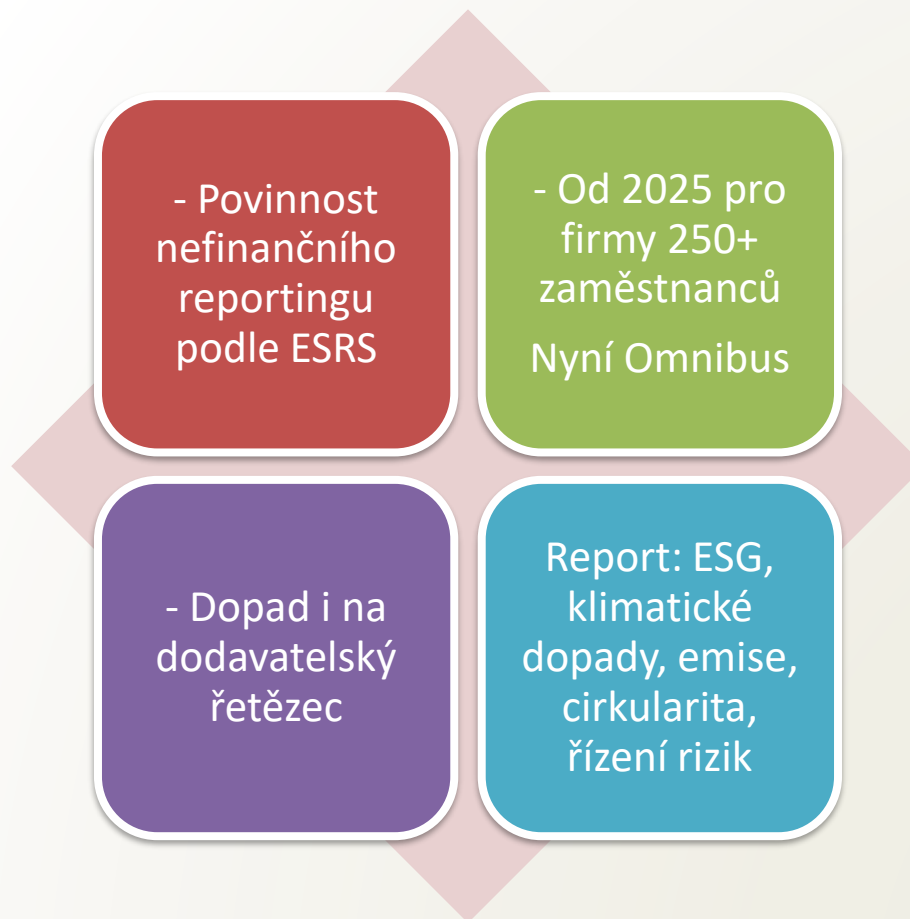 - Povinnost
nefinančního
reportingu
podle ESRS
- Od 2025 pro
firmy 250+
zaměstnanců
Nyní Omnibus
- Dopad i na
dodavatelský
řetězec
Report: ESG,
klimatické
dopady, emise,
cirkularita,
řízení rizik